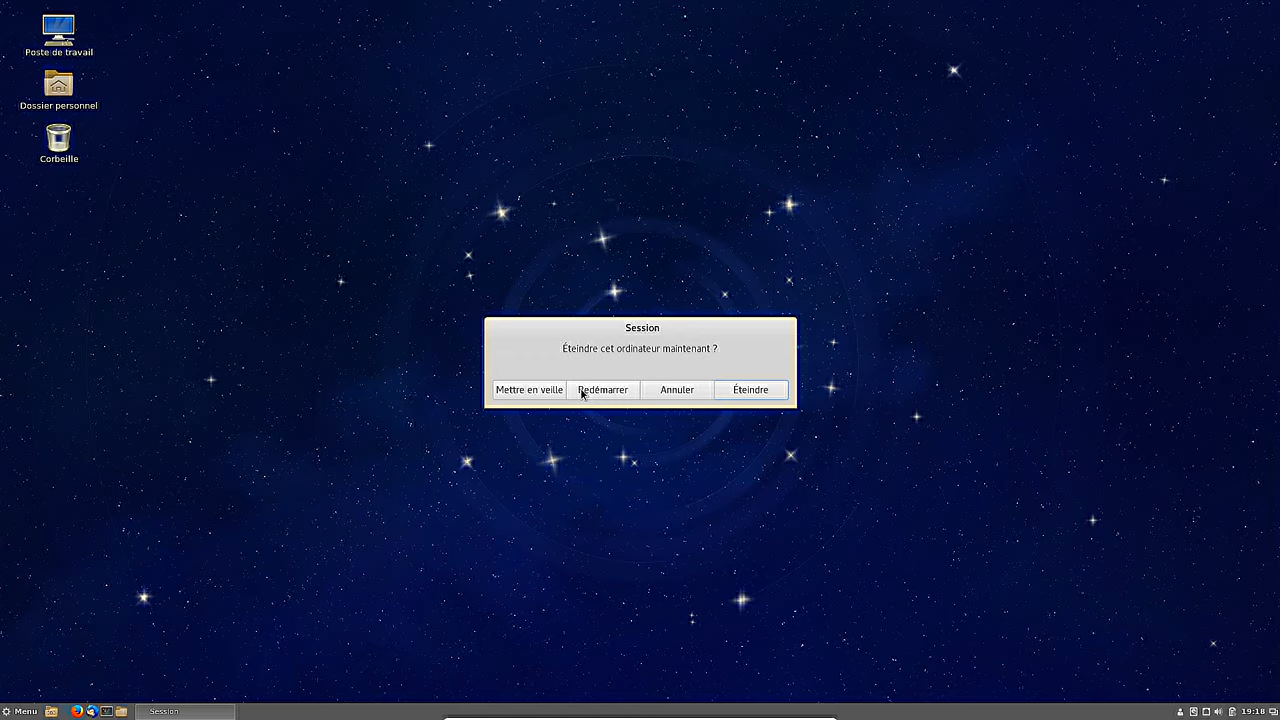 Poste de travail
Dossier personnel
Corbeille
Session
Éteindre cet ordinateur maintenant ?
Mettre en veille Redémarrer Annuler Éteindre
Menu Session 19:18